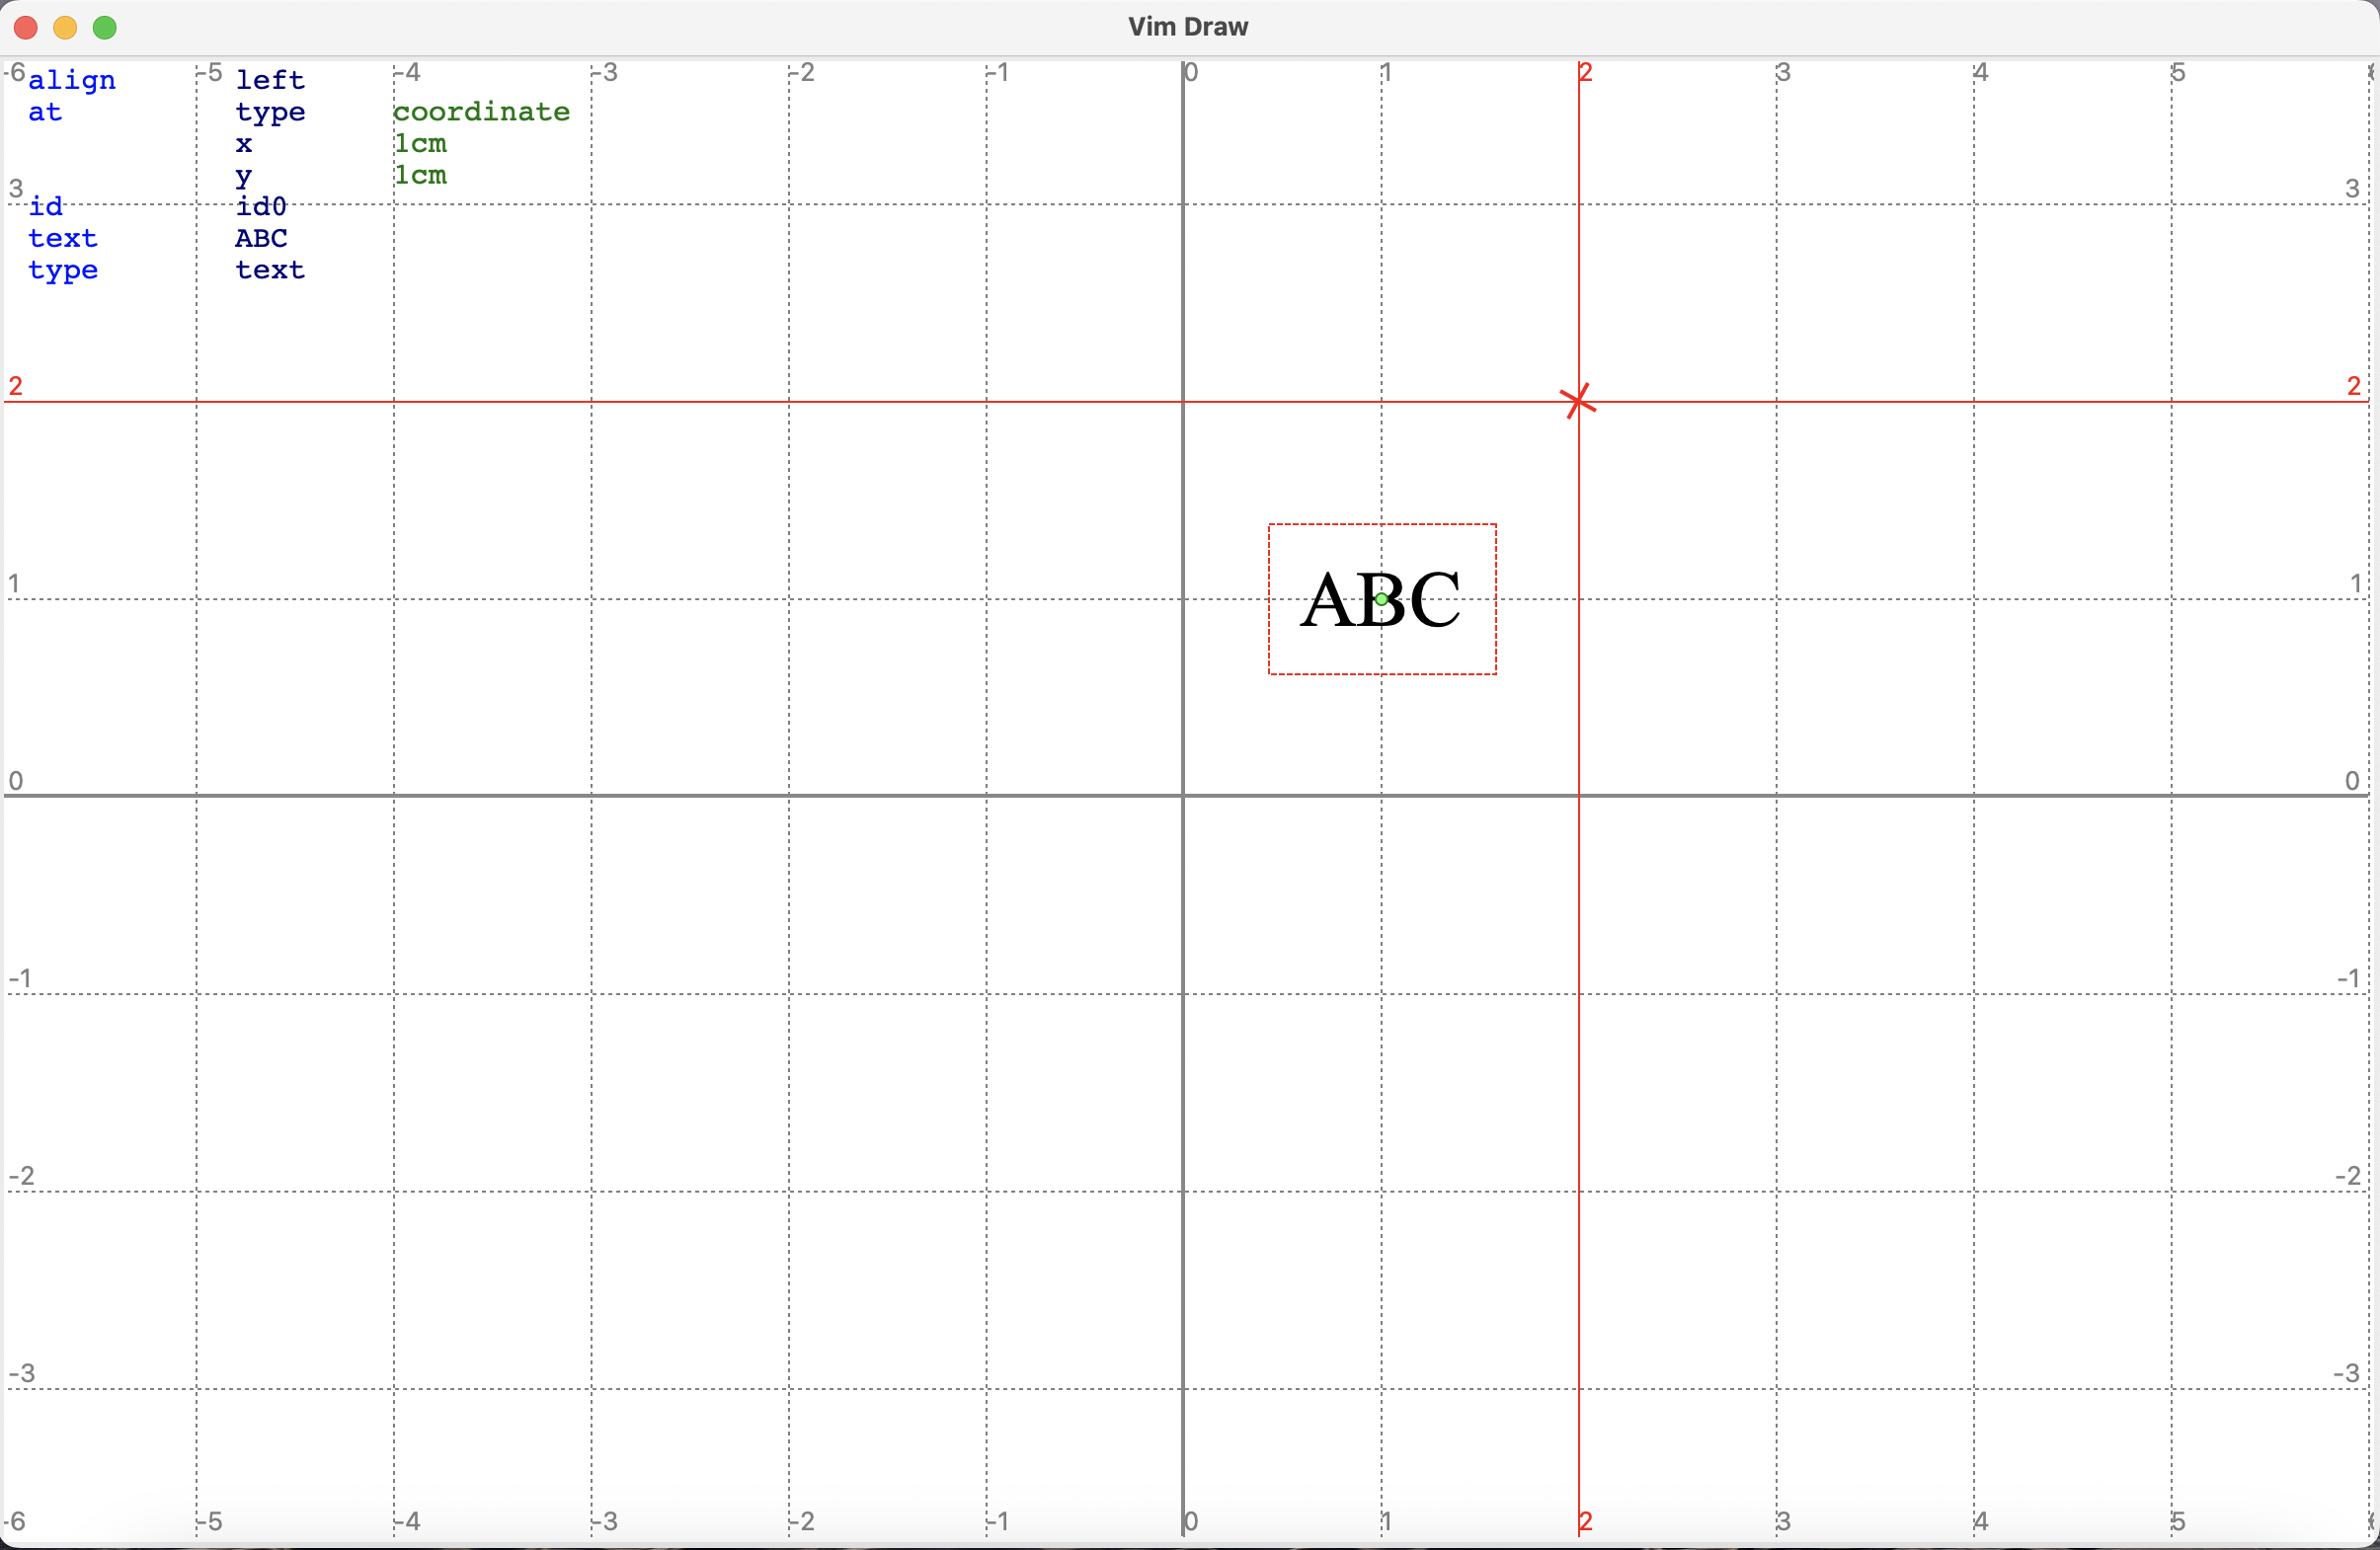 Vim Draw
-6 -5 -4 -3 -2 -1 0 1 2 3 4 5
align left
at type coordinate
x 1cm
y 1cm
3 3
id id0
text ABC
type text
2 2
ABC
1 1
0 0
-1 -1
-2 -2
-3 -3
-6 -5 -4 -3 -2 -1 0 1 2 3 4 5